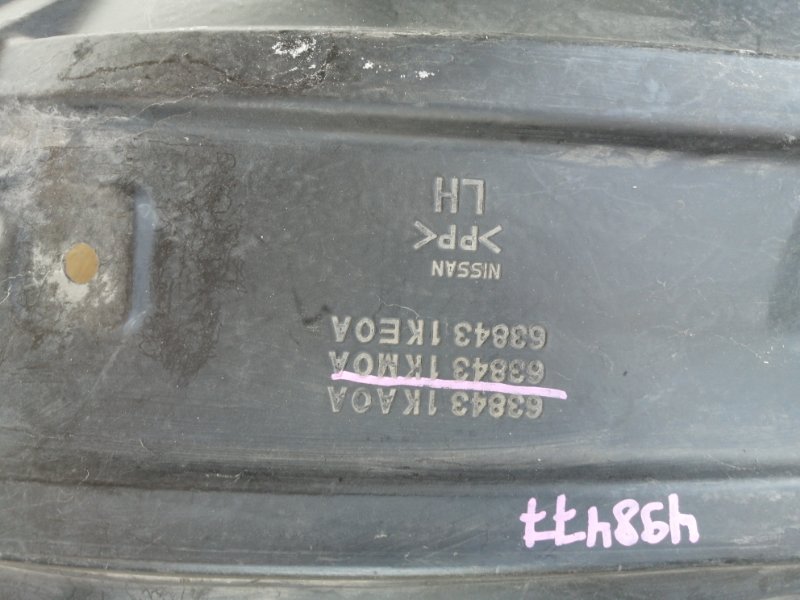 498477
63843 1KA0A
63843 1KM0A
63843 1KE0A
NISSAN
>PP<
LH